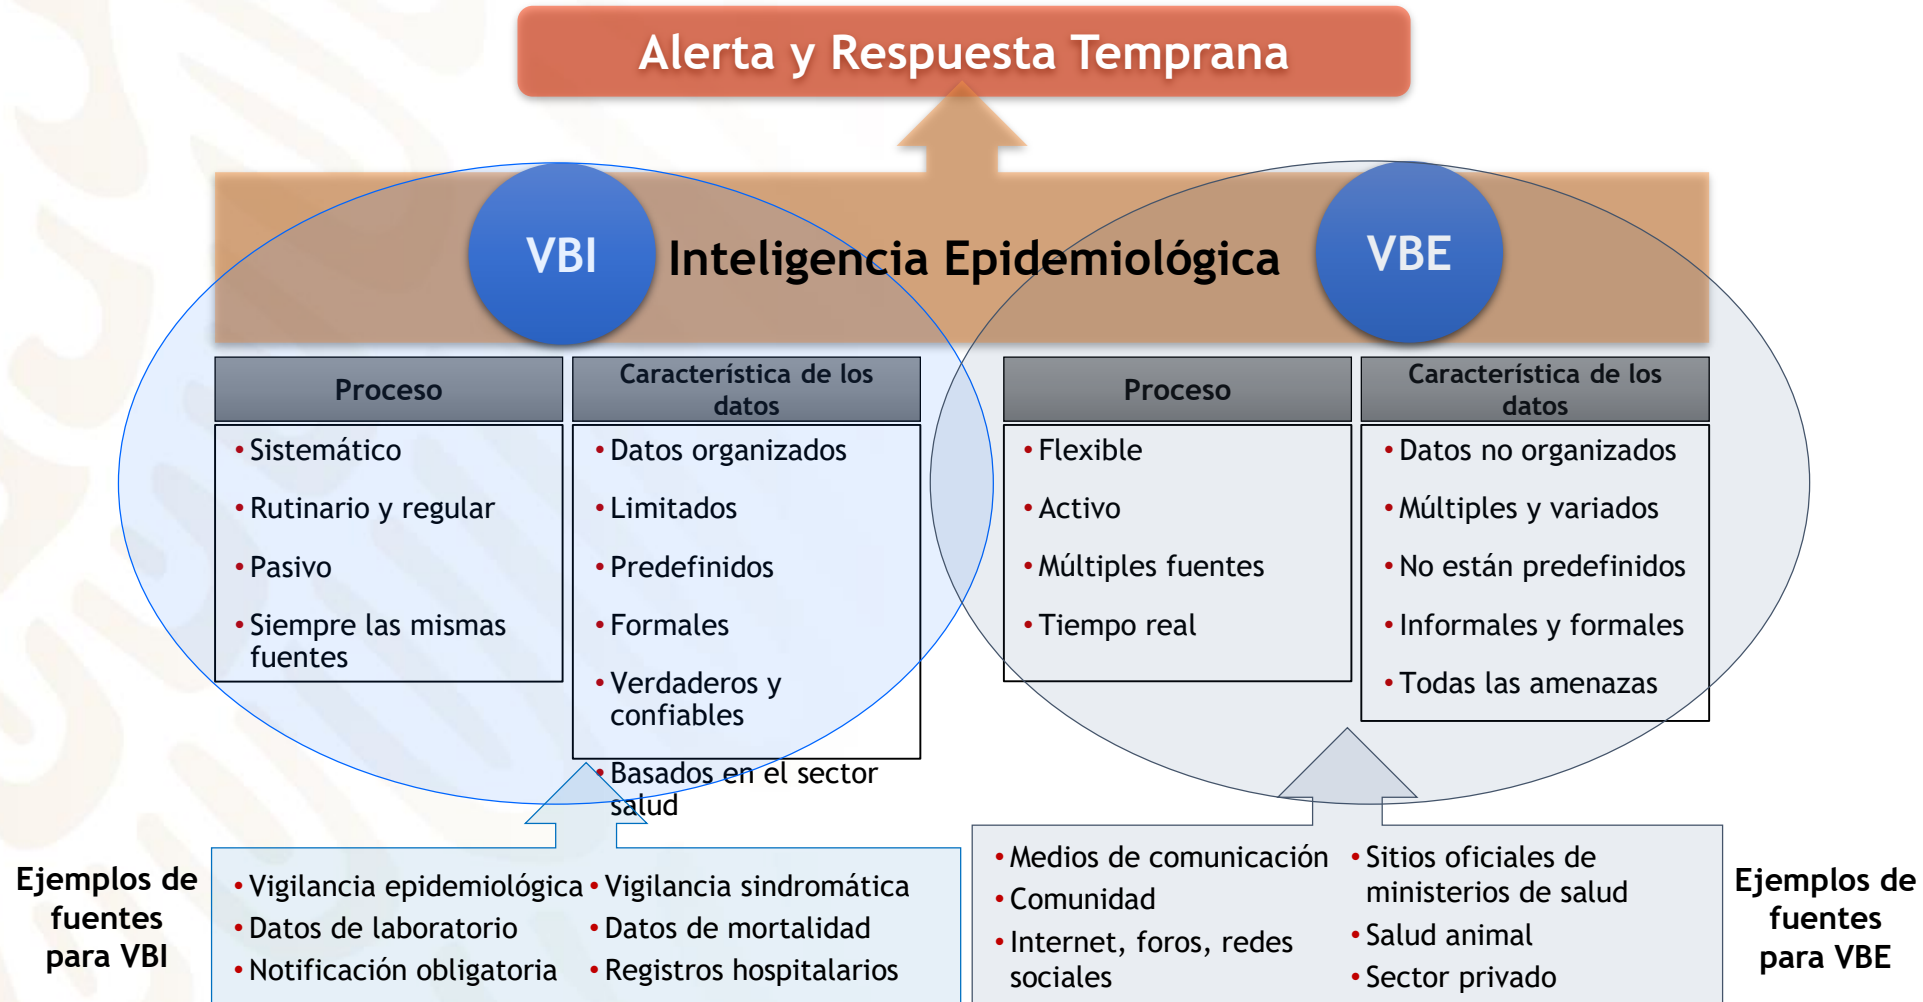 Alerta y Respuesta Temprana
VBI
Inteligencia Epidemiológica
VBE
Proceso
Característica de los
datos
• Sistemático
• Rutinario y regular
• Pasivo
• Siempre las mismas
fuentes
• Datos organizados
• Limitados
• Predefinidos
• Formales
• Verdaderos y
confiables
• Basados en el sector
salud
Proceso
Característica de los
datos
• Flexible
• Activo
• Múltiples fuentes
• Tiempo real
• Datos no organizados
• Múltiples y variados
• No están predefinidos
• Informales y formales
• Todas las amenazas
Ejemplos de
fuentes
para VBI
• Vigilancia epidemiológica
• Datos de laboratorio
• Notificación obligatoria
• Vigilancia sindromática
• Datos de mortalidad
• Registros hospitalarios
• Medios de comunicación
• Comunidad
• Internet, foros, redes
sociales
• Sitios oficiales de
ministerios de salud
• Salud animal
• Sector privado
Ejemplos de
fuentes
para VBE